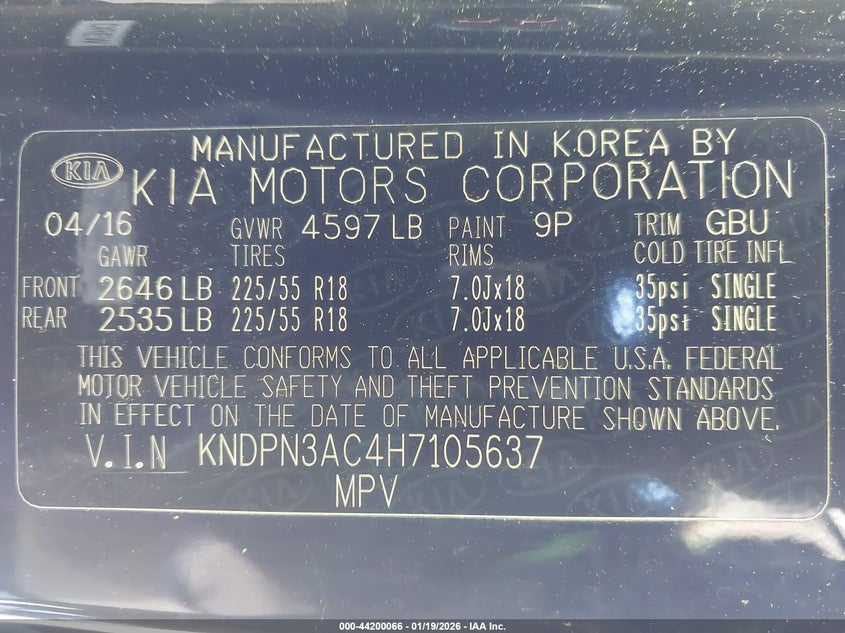 MANUFACTURED IN KOREA BY
KIA KIA MOTORS CORPORATION
04/16 GVWR 4597 LB PAINT 9P TRIM GBU
GAWR TIRES RIMS COLD TIRE INFL
FRONT 2646 LB 225/55 R18 7.0Jx18 35psi SINGLE
REAR 2535 LB 225/55 R18 7.0Jx18 35psi SINGLE
THIS VEHICLE CONFORMS TO ALL APPLICABLE U.S.A. FEDERAL
MOTOR VEHICLE SAFETY AND THEFT PREVENTION STANDARDS
IN EFFECT ON THE DATE OF MANUFACTURE SHOWN ABOVE.
V.I.N KNDPN3AC4H7105637
MPV
000-44200066 - 01/19/2026 - IAA Inc.